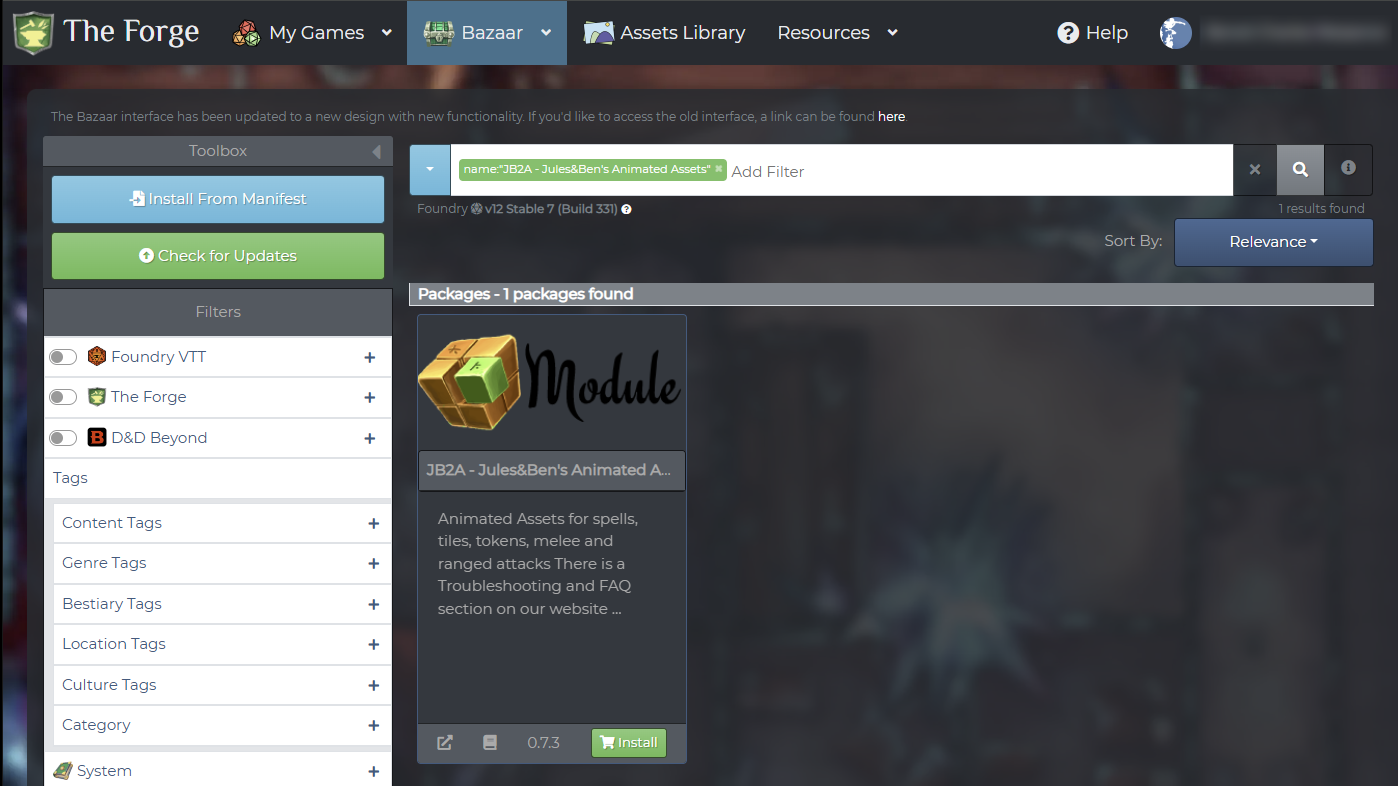 The Forge
My Games
Bazaar
Assets Library
Resources
Help
The Bazaar interface has been updated to a new design with new functionality. If you'd like to access the old interface, a link can be found here.
Toolbox
Install From Manifest
Check for Updates
Filters
Foundry VTT
The Forge
D&D Beyond
Tags
Content Tags
Genre Tags
Bestiary Tags
Location Tags
Culture Tags
Category
System
name:"JB2A - Jules&Ben's Animated Assets" Add Filter
Foundry v12 Stable 7 (Build 331)
1 results found
Sort By: Relevance
Packages - 1 packages found
Module
JB2A - Jules&Ben's Animated A...
Animated Assets for spells,
tiles, tokens, melee and
ranged attacks There is a
Troubleshooting and FAQ
section on our website ...
0.7.3
Install